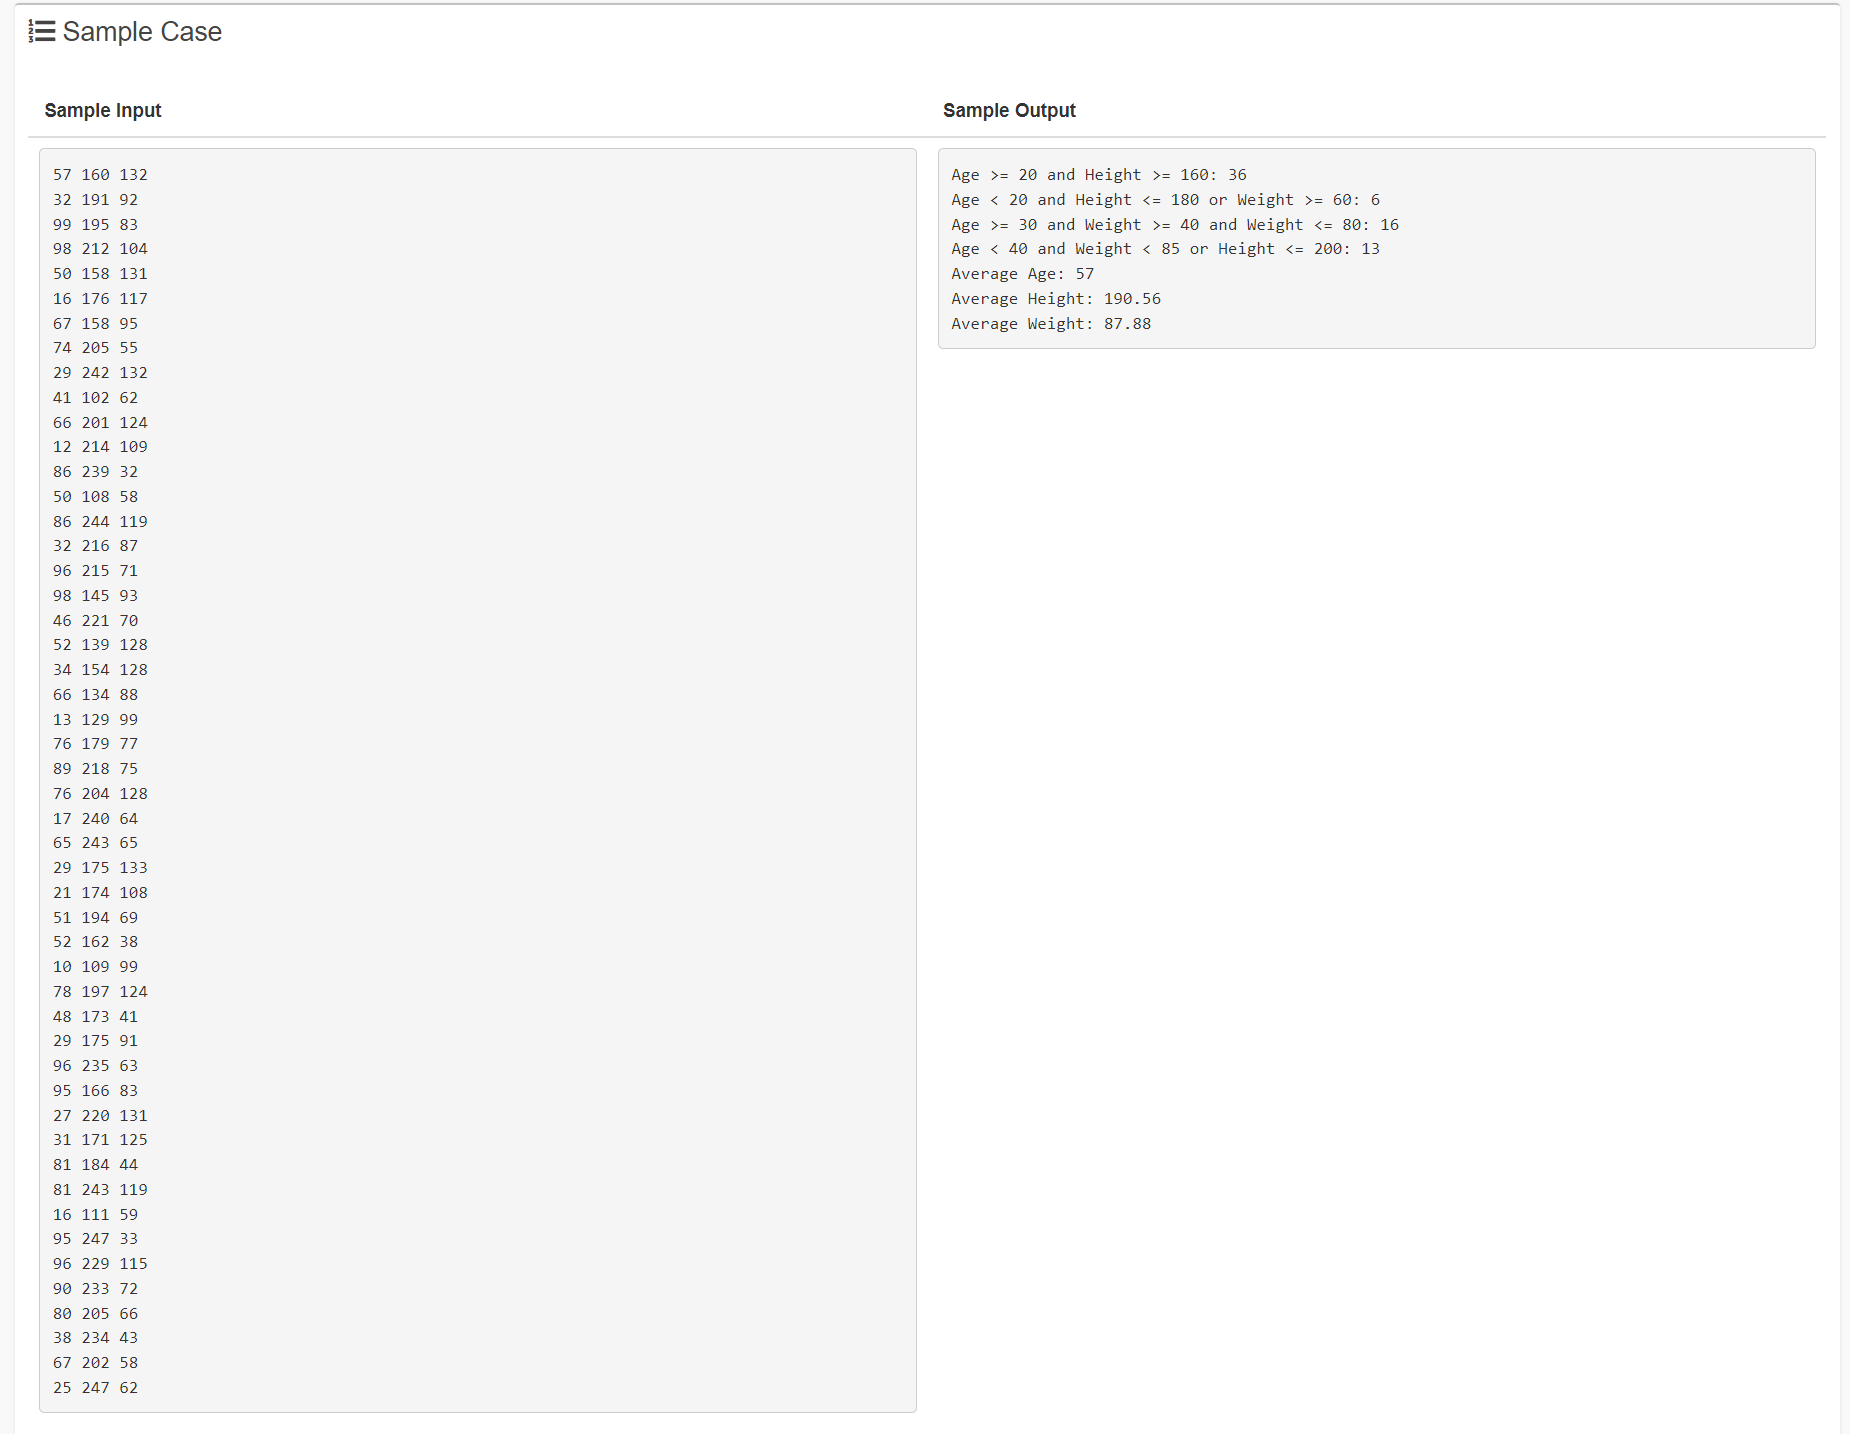 Sample Case
Sample Input
57 160 132
32 191 92
99 195 83
98 212 104
50 158 131
16 176 117
67 158 95
74 205 55
29 242 132
41 102 62
66 201 124
12 214 109
86 239 32
50 108 58
86 244 119
32 216 87
96 215 71
98 145 93
46 221 70
52 139 128
34 154 128
66 134 88
13 129 99
76 179 77
89 218 75
76 204 128
17 240 64
65 243 65
29 175 133
21 174 108
51 194 69
52 162 38
10 109 99
78 197 124
48 173 41
29 175 91
96 235 63
95 166 83
27 220 131
31 171 125
81 184 44
81 243 119
16 111 59
95 247 33
96 229 115
90 233 72
80 205 66
38 234 43
67 202 58
25 247 62
Sample Output
Age >= 20 and Height >= 160: 36
Age < 20 and Height <= 180 or Weight >= 60: 6
Age >= 30 and Weight >= 40 and Weight <= 80: 16
Age < 40 and Weight < 85 or Height <= 200: 13
Average Age: 57
Average Height: 190.56
Average Weight: 87.88